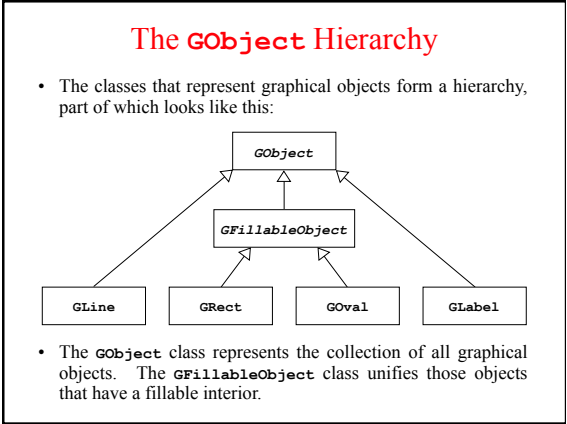 The GObject Hierarchy
• The classes that represent graphical objects form a hierarchy,
part of which looks like this:
GObject
GFillableObject
GLine GRect GOval GLabel
• The GObject class represents the collection of all graphical
objects. The GFillableObject class unifies those objects
that have a fillable interior.